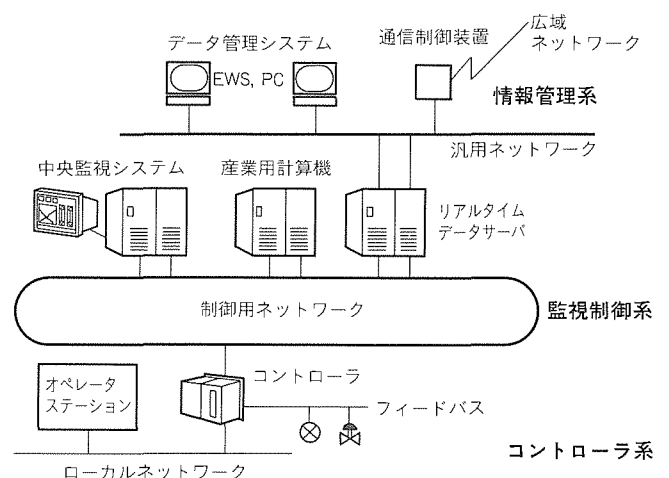 データ管理システム
通信制御装置
広域
ネットワーク
EWS, PC
情報管理系
汎用ネットワーク
中央監視システム
産業用計算機
リアルタイム
データサーバ
制御用ネットワーク
監視制御系
オペレータ
ステーション
コントローラ
フィードバス
コントローラ系
ローカルネットワーク